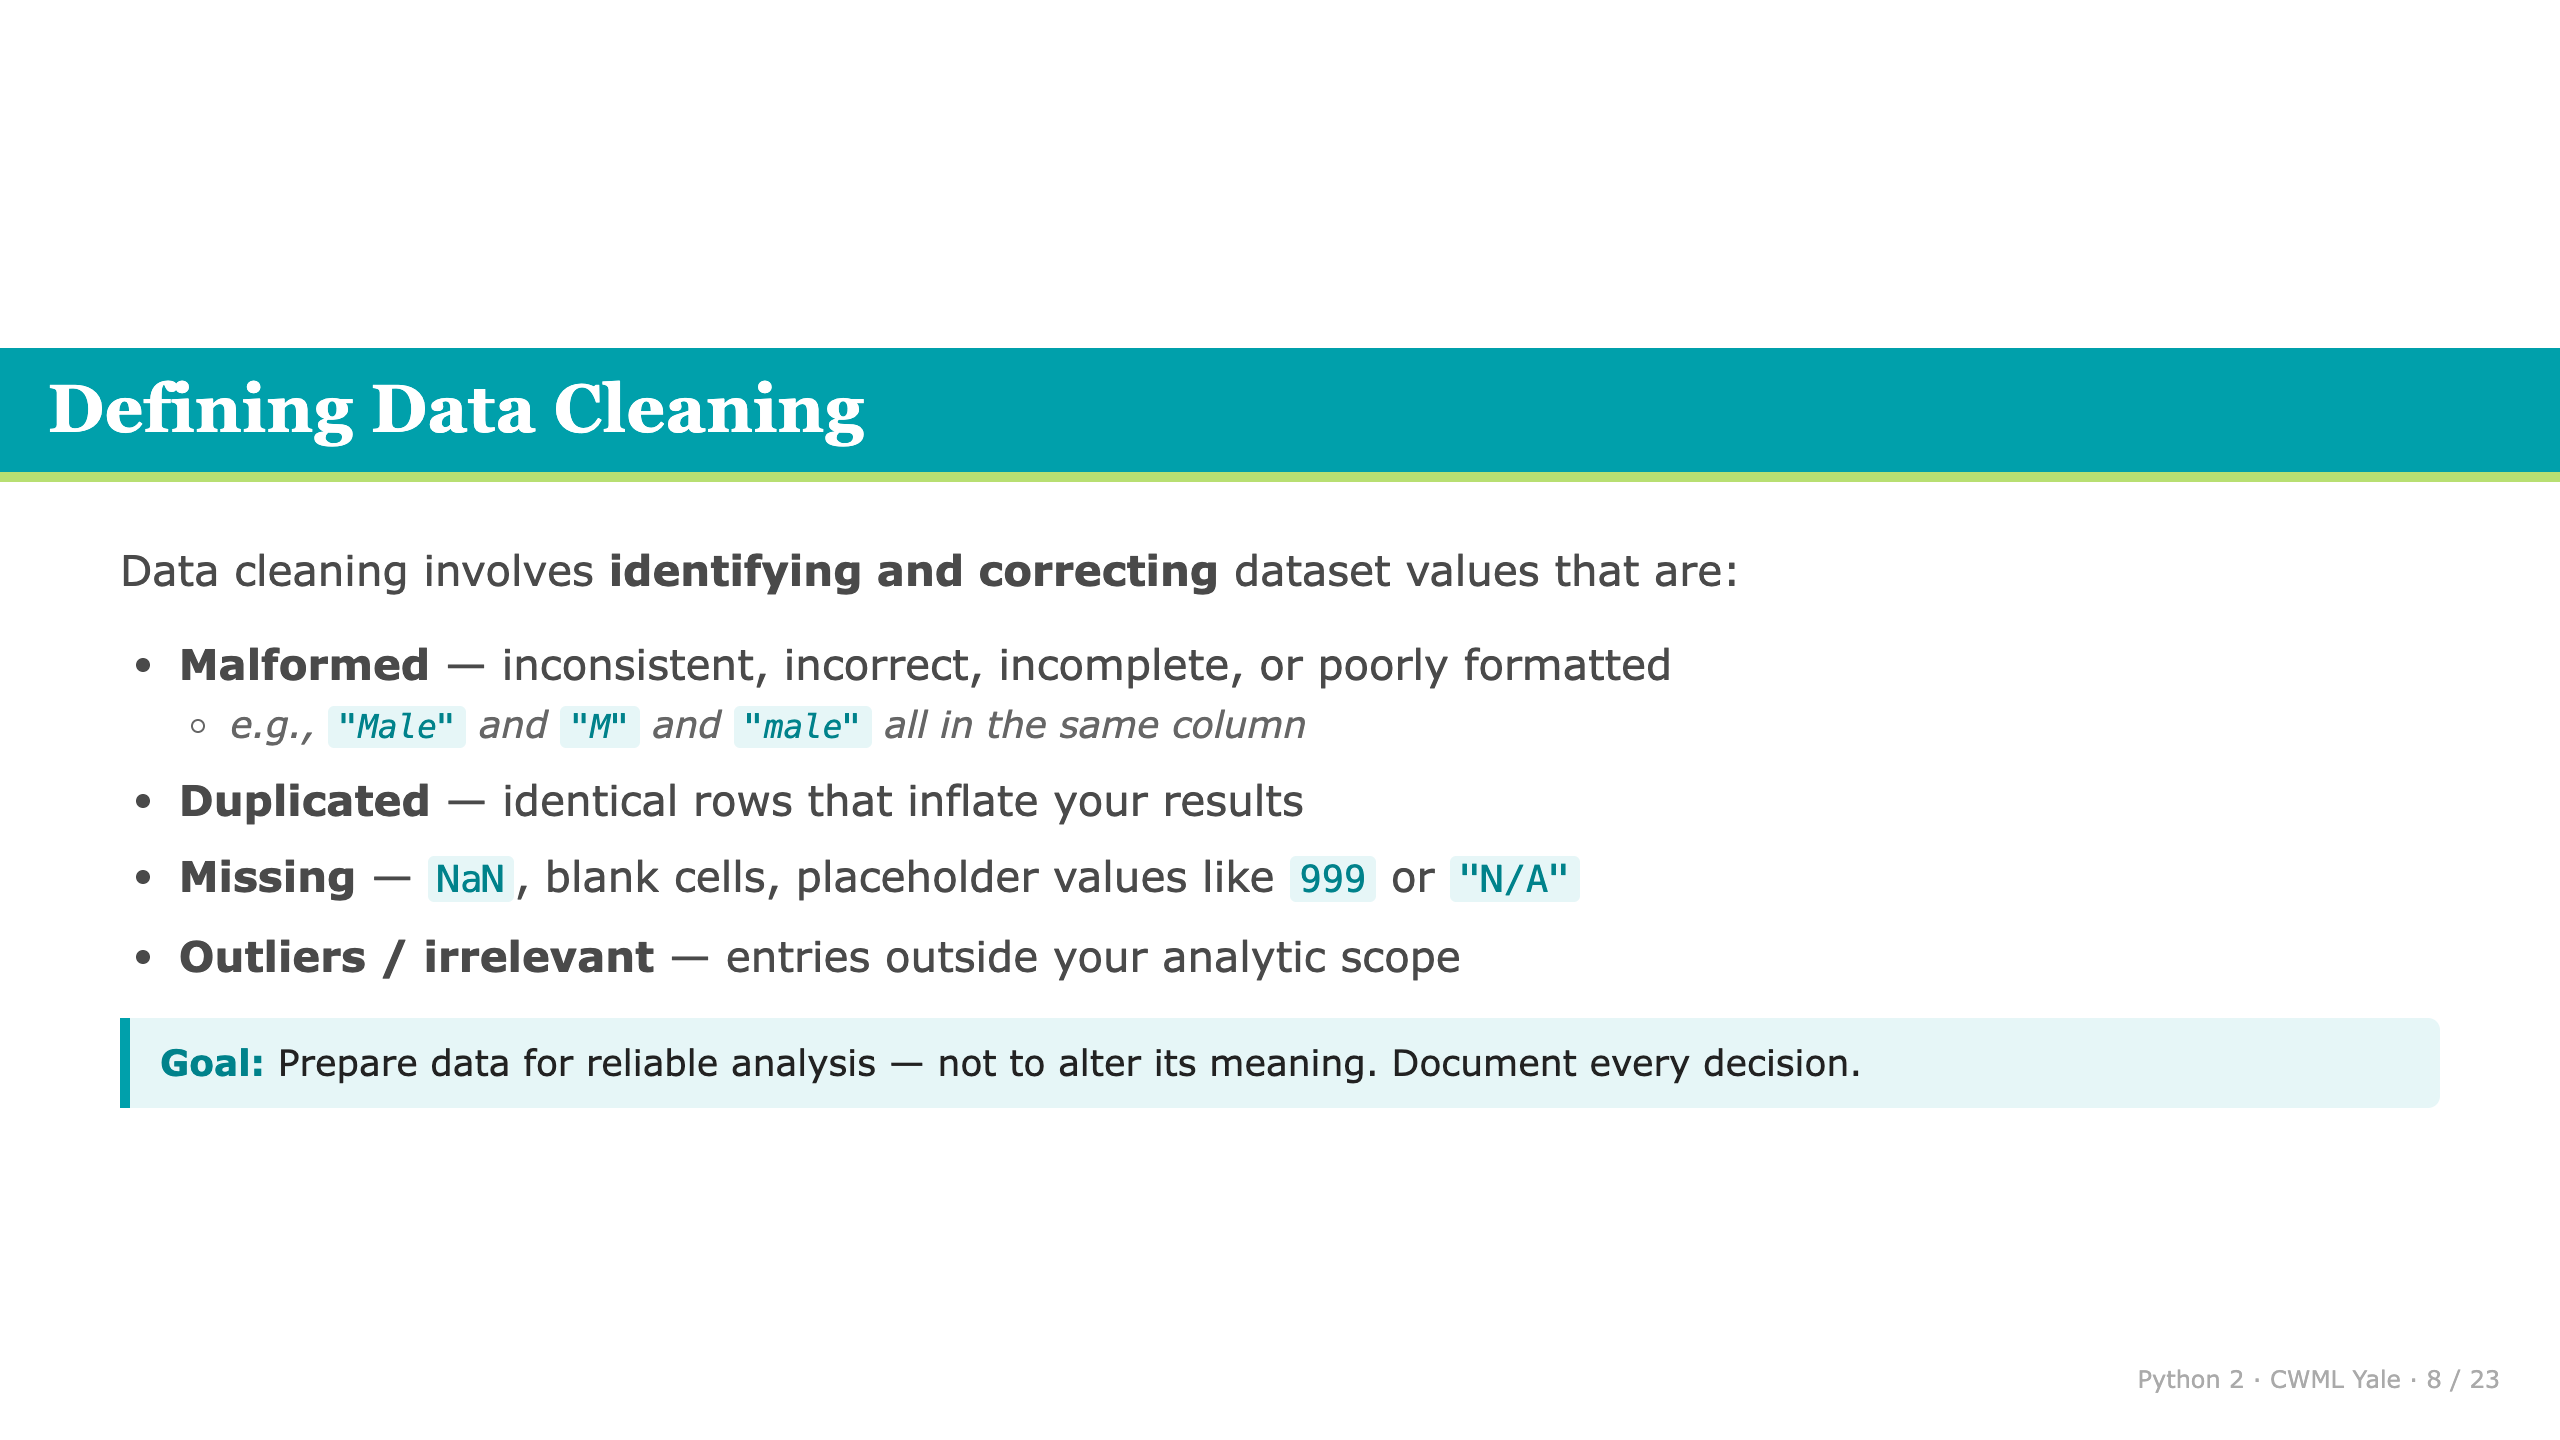 Defining Data Cleaning
Data cleaning involves identifying and correcting dataset values that are:
• Malformed — inconsistent, incorrect, incomplete, or poorly formatted
◦ e.g., "Male" and "M" and "male" all in the same column
• Duplicated — identical rows that inflate your results
• Missing — NaN, blank cells, placeholder values like 999 or "N/A"
• Outliers / irrelevant — entries outside your analytic scope
Goal: Prepare data for reliable analysis — not to alter its meaning. Document every decision.
Python 2 · CWML Yale · 8 / 23